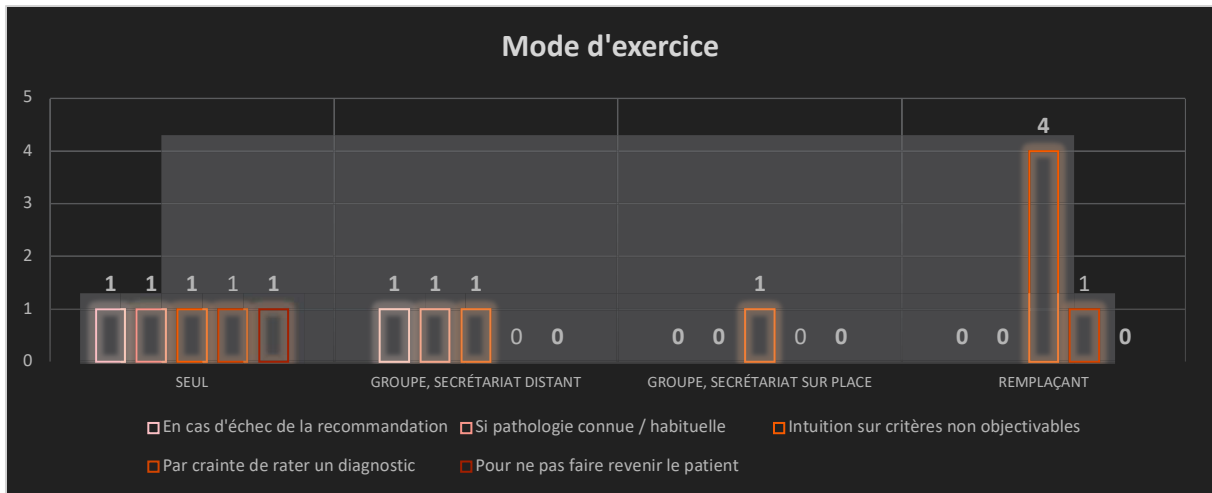 Mode d'exercice
5
4
3
2
1
0
1 1 1 1 1
1 1 1 0 0
0 0 1 0 0
0 0 4 1 0
SEUL
GROUPE, SECRÉTARIAT DISTANT
GROUPE, SECRÉTARIAT SUR PLACE
REMPLAÇANT
En cas d'échec de la recommandation
Si pathologie connue / habituelle
Intuition sur critères non objectivables
Par crainte de rater un diagnostic
Pour ne pas faire revenir le patient